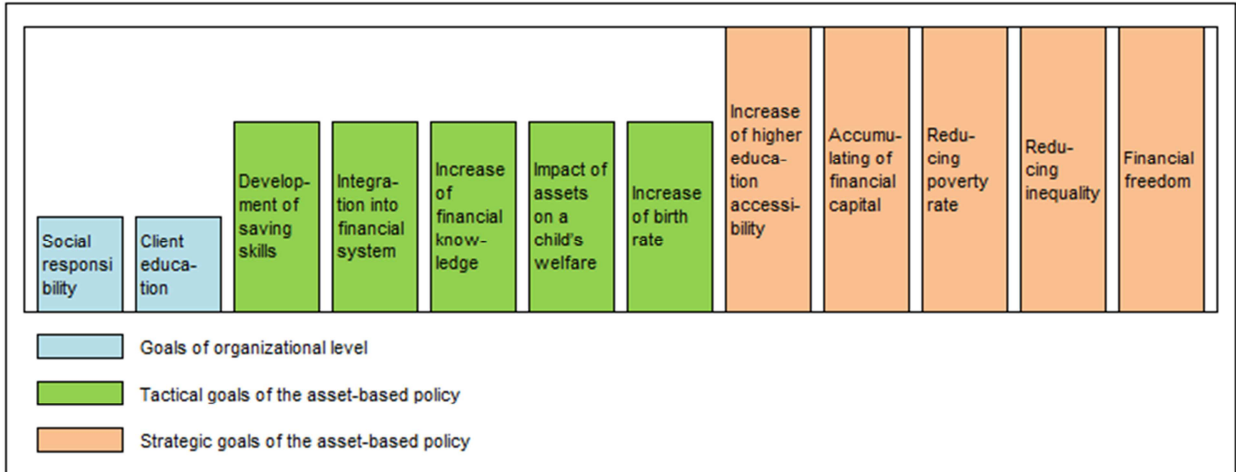 Social
responsi
bility
Client
educa-
tion
Develop-
ment of
saving
skills
Integra-
tion into
financial
system
Increase
of
financial
know-
ledge
Impact of
assets
on a
child's
welfare
Increase
of birth
rate
Increase
of higher
educa-
tion
accessi-
bility
Accumu-
lating of
financial
capital
Redu-
cing
poverty
rate
Redu-
cing
inequality
Financial
freedom
Goals of organizational level
Tactical goals of the asset-based policy
Strategic goals of the asset-based policy